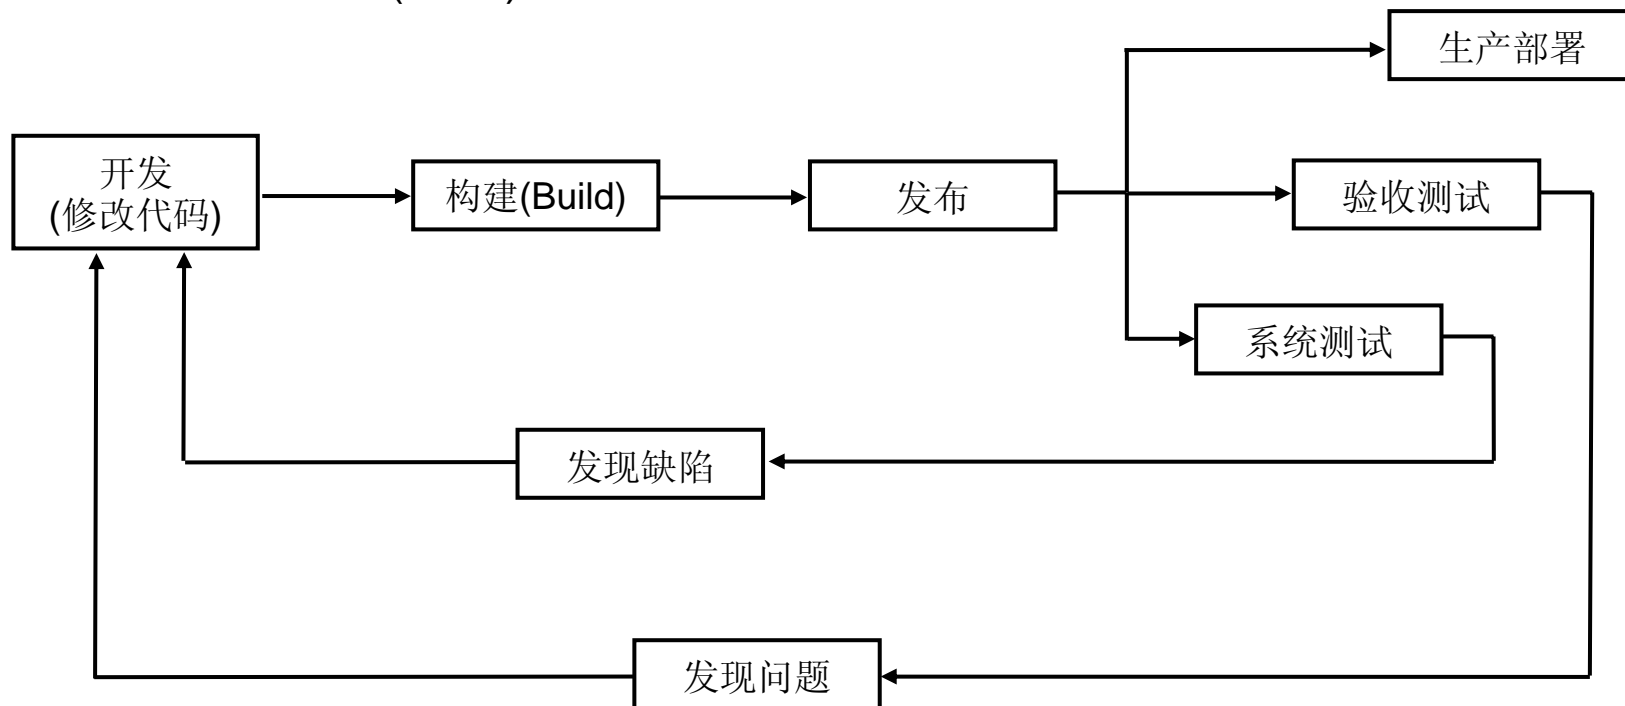 生产部署
开发
(修改代码)
构建(Build)
发布
验收测试
系统测试
发现缺陷
发现问题